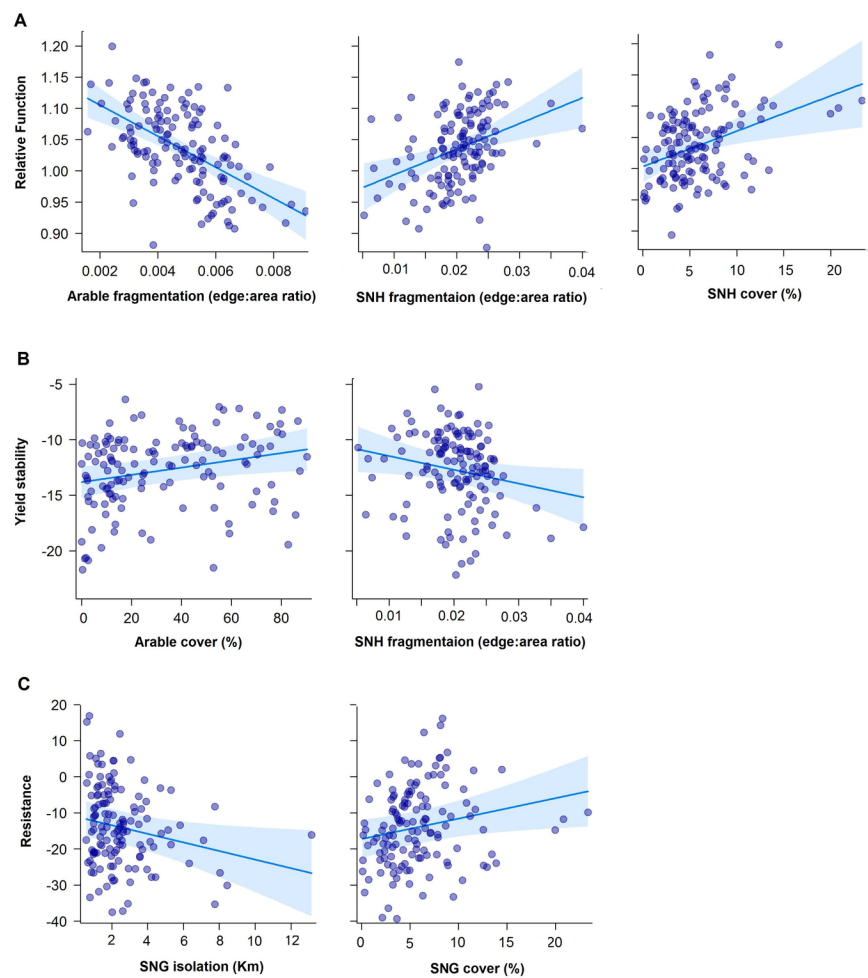 A
Relative Function
1.20
1.15
1.10
1.05
1.00
0.95
0.90
0.002 0.004 0.006 0.008
Arable fragmentation (edge:area ratio)
0.01 0.02 0.03 0.04
SNH fragmentaion (edge:area ratio)
0 5 10 15 20
SNH cover (%)
B
Yield stability
-5
-10
-15
-20
0 20 40 60 80
Arable cover (%)
0.01 0.02 0.03 0.04
SNH fragmentaion (edge:area ratio)
C
Resistance
20
10
0
-10
-20
-30
-40
2 4 6 8 10 12
SNG isolation (Km)
0 5 10 15 20
SNG cover (%)